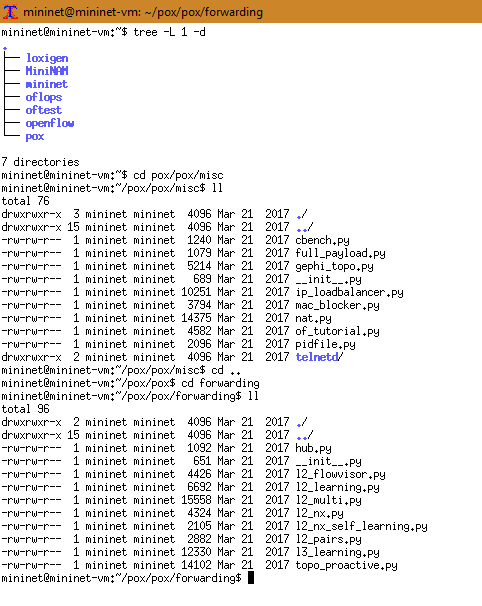 mininet@mininet-vm: ~/pox/pox/forwarding
mininet@mininet-vm:~$ tree -L 1 -d
.
├── loxigen
├── MiniNAM
├── mininet
├── oflops
├── oftest
├── openflow
└── pox
7 directories
mininet@mininet-vm:~$ cd pox/pox/misc
mininet@mininet-vm:~/pox/pox/misc$ ll
total 76
drwxrwxr-x  3 mininet mininet  4096 Mar 21  2017 ./
drwxrwxr-x 15 mininet mininet  4096 Mar 21  2017 ../
-rw-rw-r--  1 mininet mininet  1240 Mar 21  2017 cbench.py
-rw-rw-r--  1 mininet mininet  1079 Mar 21  2017 full_payload.py
-rw-rw-r--  1 mininet mininet  5214 Mar 21  2017 gephi_topo.py
-rw-rw-r--  1 mininet mininet   689 Mar 21  2017 __init__.py
-rw-rw-r--  1 mininet mininet 10251 Mar 21  2017 ip_loadbalancer.py
-rw-rw-r--  1 mininet mininet  3794 Mar 21  2017 mac_blocker.py
-rw-rw-r--  1 mininet mininet 14375 Mar 21  2017 nat.py
-rw-rw-r--  1 mininet mininet  4582 Mar 21  2017 of_tutorial.py
-rw-rw-r--  1 mininet mininet  2096 Mar 21  2017 pidfile.py
drwxrwxr-x  2 mininet mininet  4096 Mar 21  2017 telnetd/
mininet@mininet-vm:~/pox/pox/misc$ cd ..
mininet@mininet-vm:~/pox/pox$ cd forwarding
mininet@mininet-vm:~/pox/pox/forwarding$ ll
total 96
drwxrwxr-x  2 mininet mininet  4096 Mar 21  2017 ./
drwxrwxr-x 15 mininet mininet  4096 Mar 21  2017 ../
-rw-rw-r--  1 mininet mininet  1092 Mar 21  2017 hub.py
-rw-rw-r--  1 mininet mininet   651 Mar 21  2017 __init__.py
-rw-rw-r--  1 mininet mininet  4426 Mar 21  2017 l2_flowvisor.py
-rw-rw-r--  1 mininet mininet  6692 Mar 21  2017 l2_learning.py
-rw-rw-r--  1 mininet mininet 15558 Mar 21  2017 l2_multi.py
-rw-rw-r--  1 mininet mininet  4324 Mar 21  2017 l2_nx.py
-rw-rw-r--  1 mininet mininet  2105 Mar 21  2017 l2_nx_self_learning.py
-rw-rw-r--  1 mininet mininet  2882 Mar 21  2017 l2_pairs.py
-rw-rw-r--  1 mininet mininet 12330 Mar 21  2017 l3_learning.py
-rw-rw-r--  1 mininet mininet 14102 Mar 21  2017 topo_proactive.py
mininet@mininet-vm:~/pox/pox/forwarding$